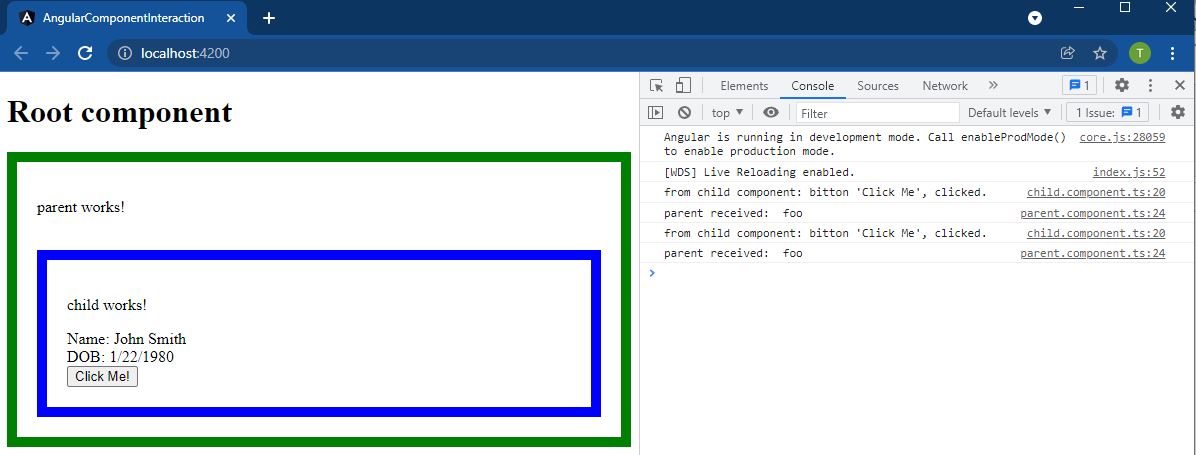 AngularComponentInteraction
localhost:4200
T
Root component
parent works!
child works!
Name: John Smith
DOB: 1/22/1980
Click Me!
Elements Console Sources Network » 1
top Filter Default levels 1 Issue: 1
Angular is running in development mode. Call enableProdMode() core.js:28059
to enable production mode.
[WDS] Live Reloading enabled. index.js:52
from child component: bitton 'Click Me', clicked. child.component.ts:20
parent received:  foo parent.component.ts:24
from child component: bitton 'Click Me', clicked. child.component.ts:20
parent received:  foo parent.component.ts:24